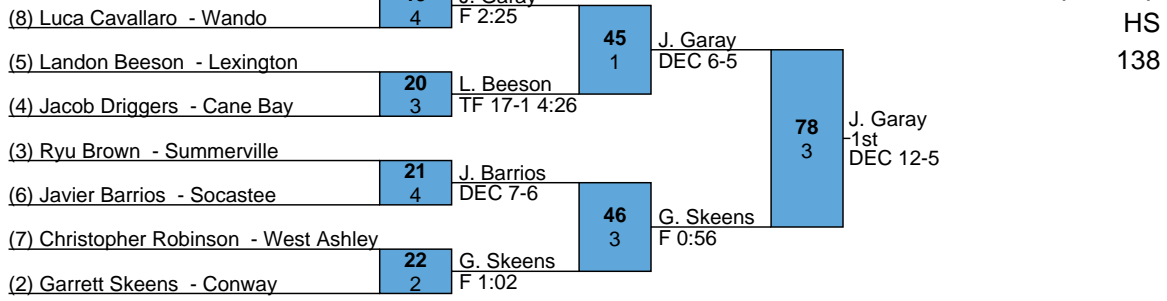 J. Garay
(8) Luca Cavallaro - Wando
4
F 2:25
HS
45
J. Garay
1
DEC 6-5
(5) Landon Beeson - Lexington
138
20
L. Beeson
3
TF 17-1 4:26
(4) Jacob Driggers - Cane Bay
78
J. Garay
3
1st
DEC 12-5
(3) Ryu Brown - Summerville
21
J. Barrios
4
DEC 7-6
(6) Javier Barrios - Socastee
46
G. Skeens
3
F 0:56
(7) Christopher Robinson - West Ashley
22
G. Skeens
2
F 1:02
(2) Garrett Skeens - Conway